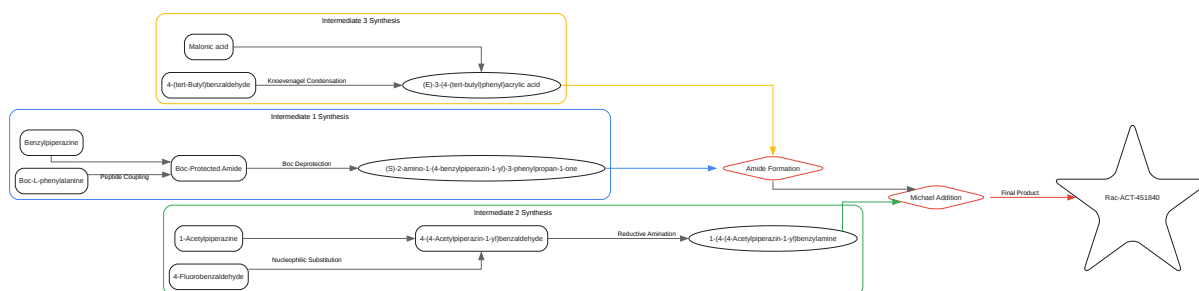 Intermediate 3 Synthesis
Malonic acid
4-(tert-Butyl)benzaldehyde
Knoevenagel Condensation
(E)-3-(4-(tert-butyl)phenyl)acrylic acid
Intermediate 1 Synthesis
Benzylpiperazine
Boc-L-phenylalanine
Peptide Coupling
Boc-Protected Amide
Boc Deprotection
(S)-2-amino-1-(4-benzylpiperazin-1-yl)-3-phenylpropan-1-one
Amide Formation
Intermediate 2 Synthesis
1-Acetylpiperazine
4-Fluorobenzaldehyde
Nucleophilic Substitution
4-(4-Acetylpiperazin-1-yl)benzaldehyde
Reductive Amination
1-(4-(4-Acetylpiperazin-1-yl)benzylamine
Michael Addition
Final Product
Rac-ACT-451840